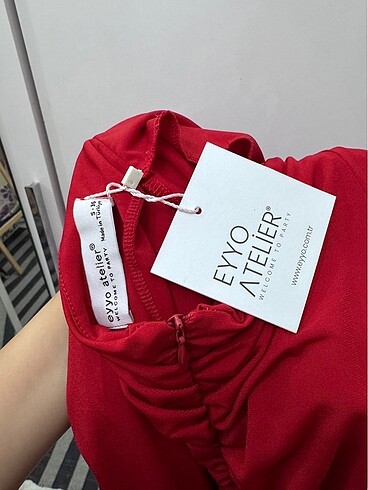 EYYO
ATELIER®
WELCOME TO PARTY
www.eyyo.com.tr
eyyo atelier®
WELCOME TO PARTY
S - 36
Made in Türkiye